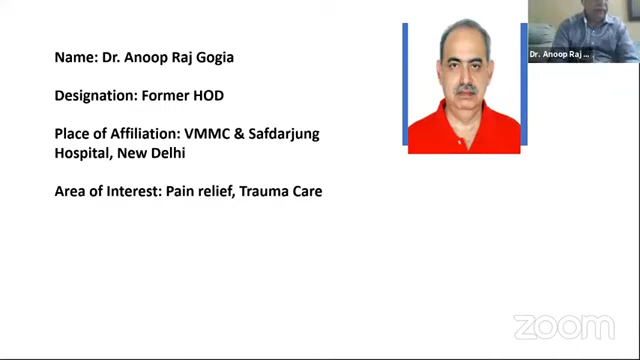 Name: Dr. Anoop Raj Gogia
Designation: Former HOD
Place of Affiliation: VMMC & Safdarjung
Hospital, New Delhi
Area of Interest: Pain relief, Trauma Care
Dr. Anoop Raj ...
zoom